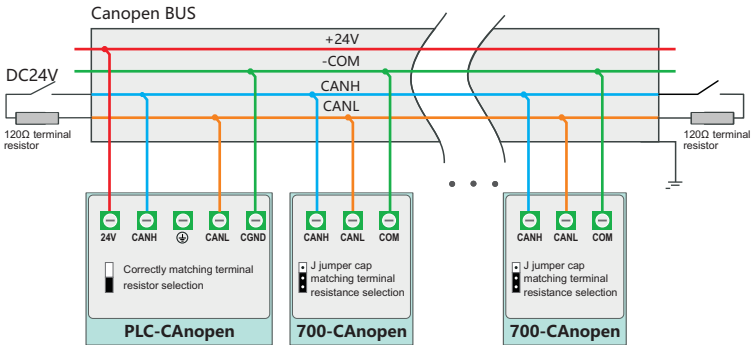 Canopen BUS
+24V
-COM
DC24V
CANH
CANL
120Ω terminal
resistor
120Ω terminal
resistor
24V CANH CANL CGND
CANH CANL COM
CANH CANL COM
Correctly matching terminal
resistor selection
J jumper cap
matching terminal
resistance selection
J jumper cap
matching terminal
resistance selection
PLC-CAnopen
700-CAnopen
700-CAnopen